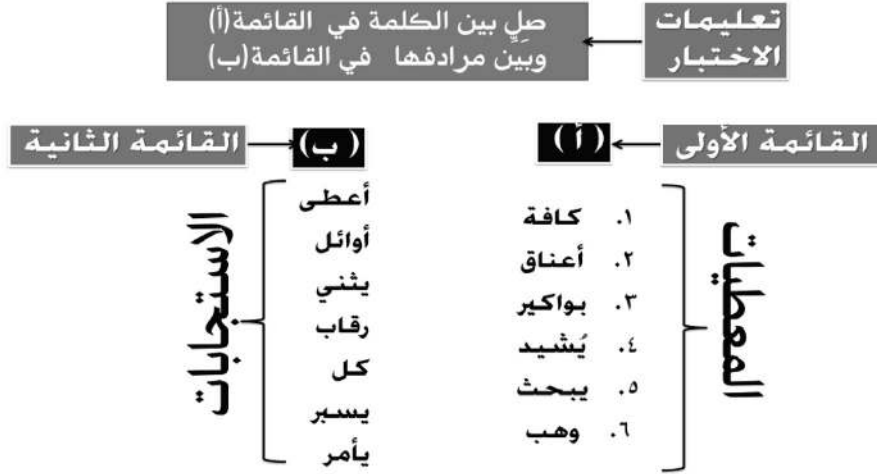 تعليمات
الاختبار
صِلِ بين الكلمة في القائمة(أ)
وبَيَّن مرادفها في القائمة(ب)
القائمة الأولى
(أ)
(ب)
القائمة الثانية
المعطيات
١. كافة
٢. أعناق
٣. بواكير
٤. يُشيد
٥. يبحث
٦. وهب
أعطى
أوائل
يثني
رقاب
كل
يسبر
يأمر
الاستجابات